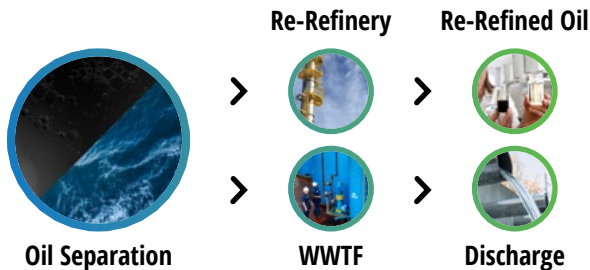 Re-Refinery
Re-Refined Oil
Oil Separation
WWTF
Discharge